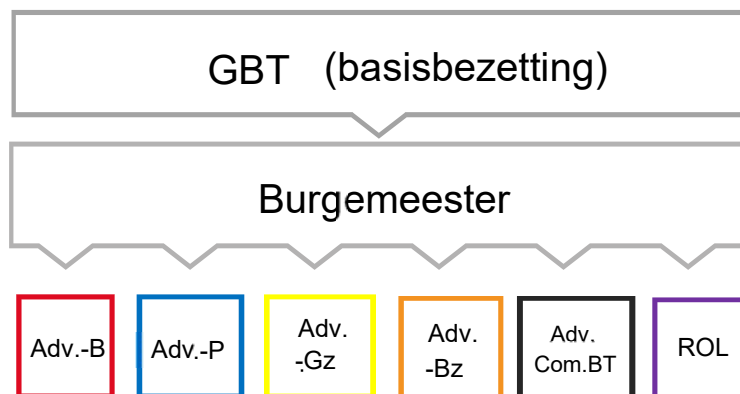 GBT (basisbezetting)
Burgemeester
Adv.-B
Adv.-P
Adv.
-Gz
Adv.
-Bz
Adv.
Com.BT
ROL